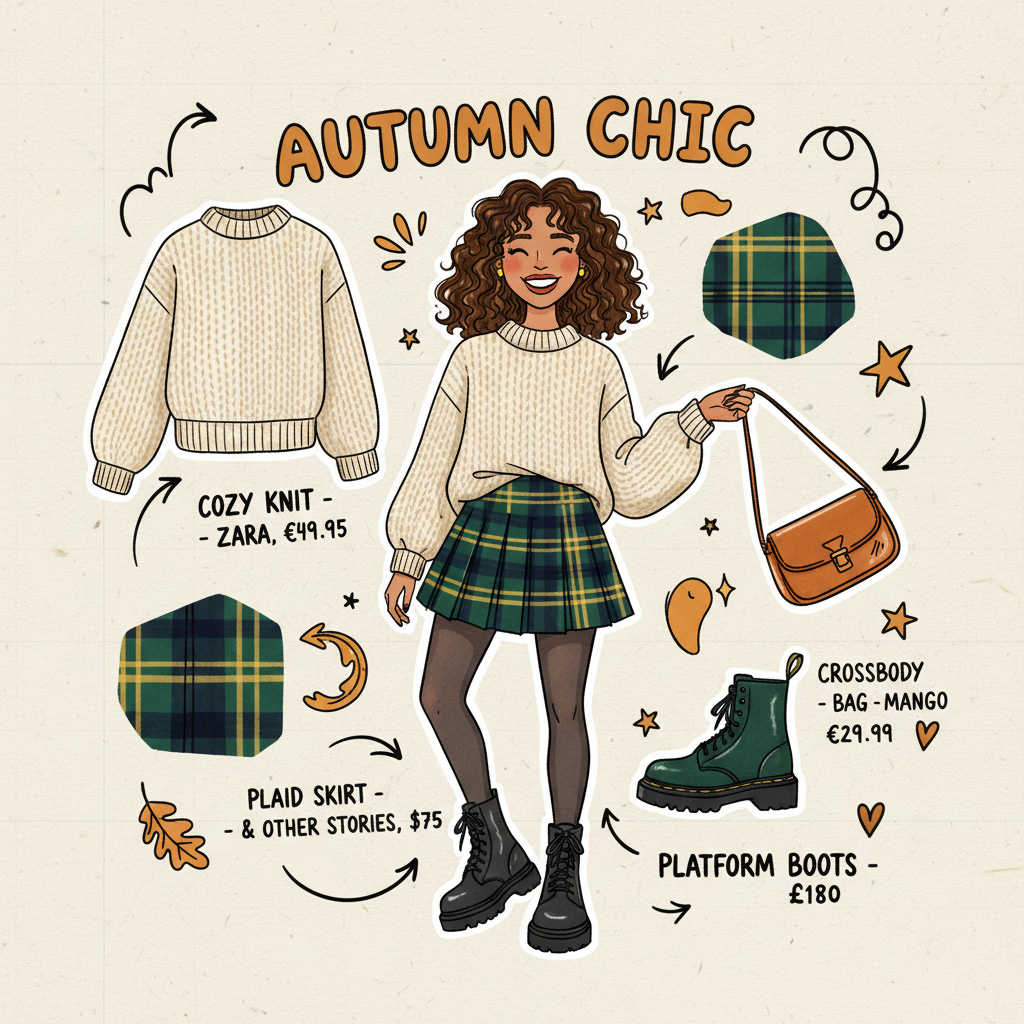 AUTUMN CHIC
COZY KNIT -
- ZARA, €49.95
CROSSBODY
- BAG - MANGO
€29.99
PLAID SKIRT -
- & OTHER STORIES, $75
PLATFORM BOOTS -
£180